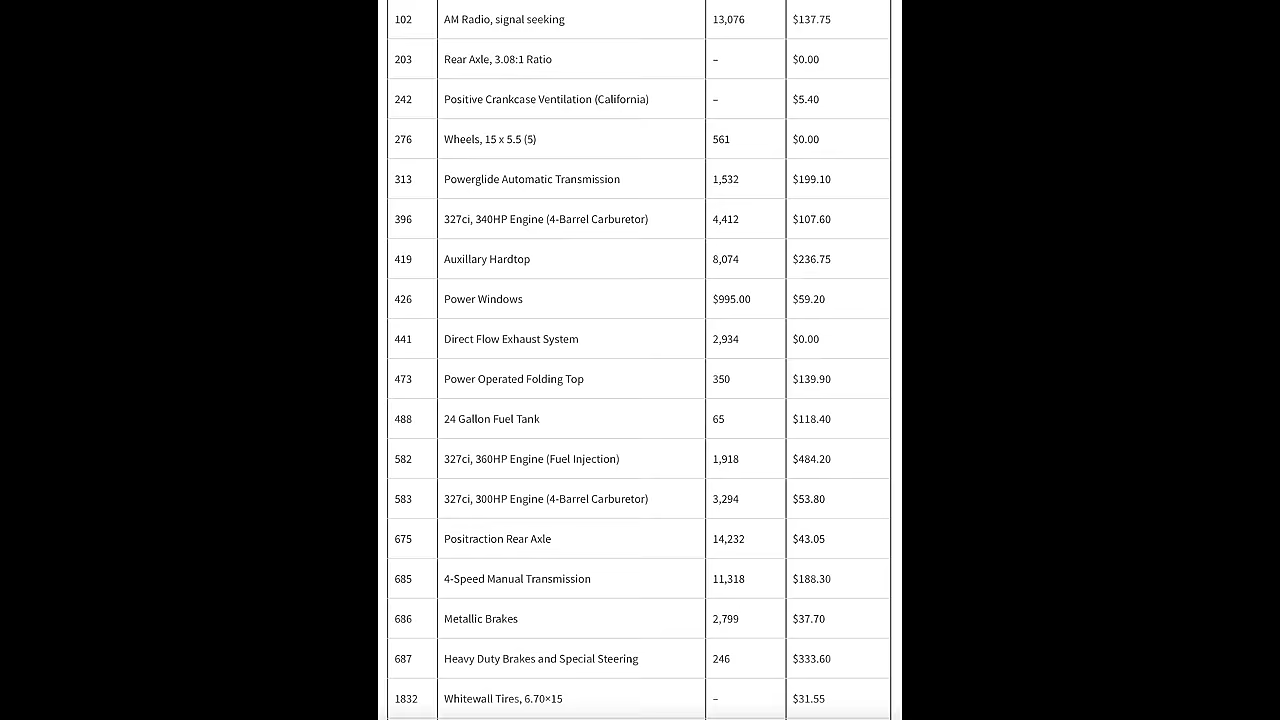 102 AM Radio, signal seeking 13,076 $137.75
203 Rear Axle, 3.08:1 Ratio – $0.00
242 Positive Crankcase Ventilation (California) – $5.40
276 Wheels, 15 x 5.5 (5) 561 $0.00
313 Powerglide Automatic Transmission 1,532 $199.10
396 327ci, 340HP Engine (4-Barrel Carburetor) 4,412 $107.60
419 Auxillary Hardtop 8,074 $236.75
426 Power Windows $995.00 $59.20
441 Direct Flow Exhaust System 2,934 $0.00
473 Power Operated Folding Top 350 $139.90
488 24 Gallon Fuel Tank 65 $118.40
582 327ci, 360HP Engine (Fuel Injection) 1,918 $484.20
583 327ci, 300HP Engine (4-Barrel Carburetor) 3,294 $53.80
675 Positraction Rear Axle 14,232 $43.05
685 4-Speed Manual Transmission 11,318 $188.30
686 Metallic Brakes 2,799 $37.70
687 Heavy Duty Brakes and Special Steering 246 $333.60
1832 Whitewall Tires, 6.70×15 – $31.55